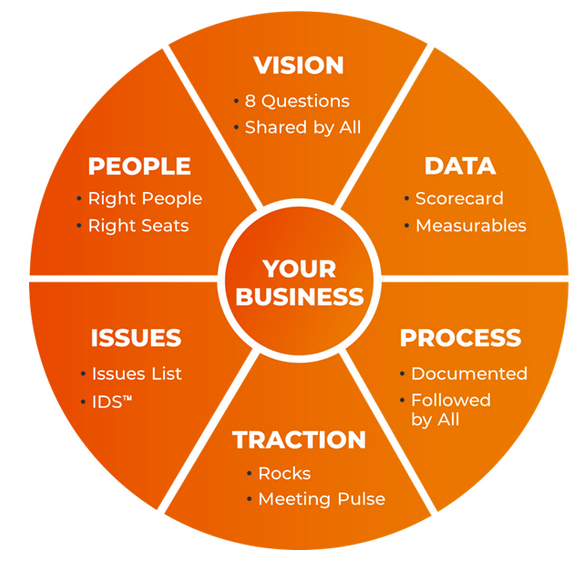 VISION
• 8 Questions
• Shared by All
PEOPLE
• Right People
• Right Seats
DATA
• Scorecard
• Measurables
YOUR
BUSINESS
ISSUES
• Issues List
• IDS™
PROCESS
• Documented
• Followed
by All
TRACTION
• Rocks
• Meeting Pulse